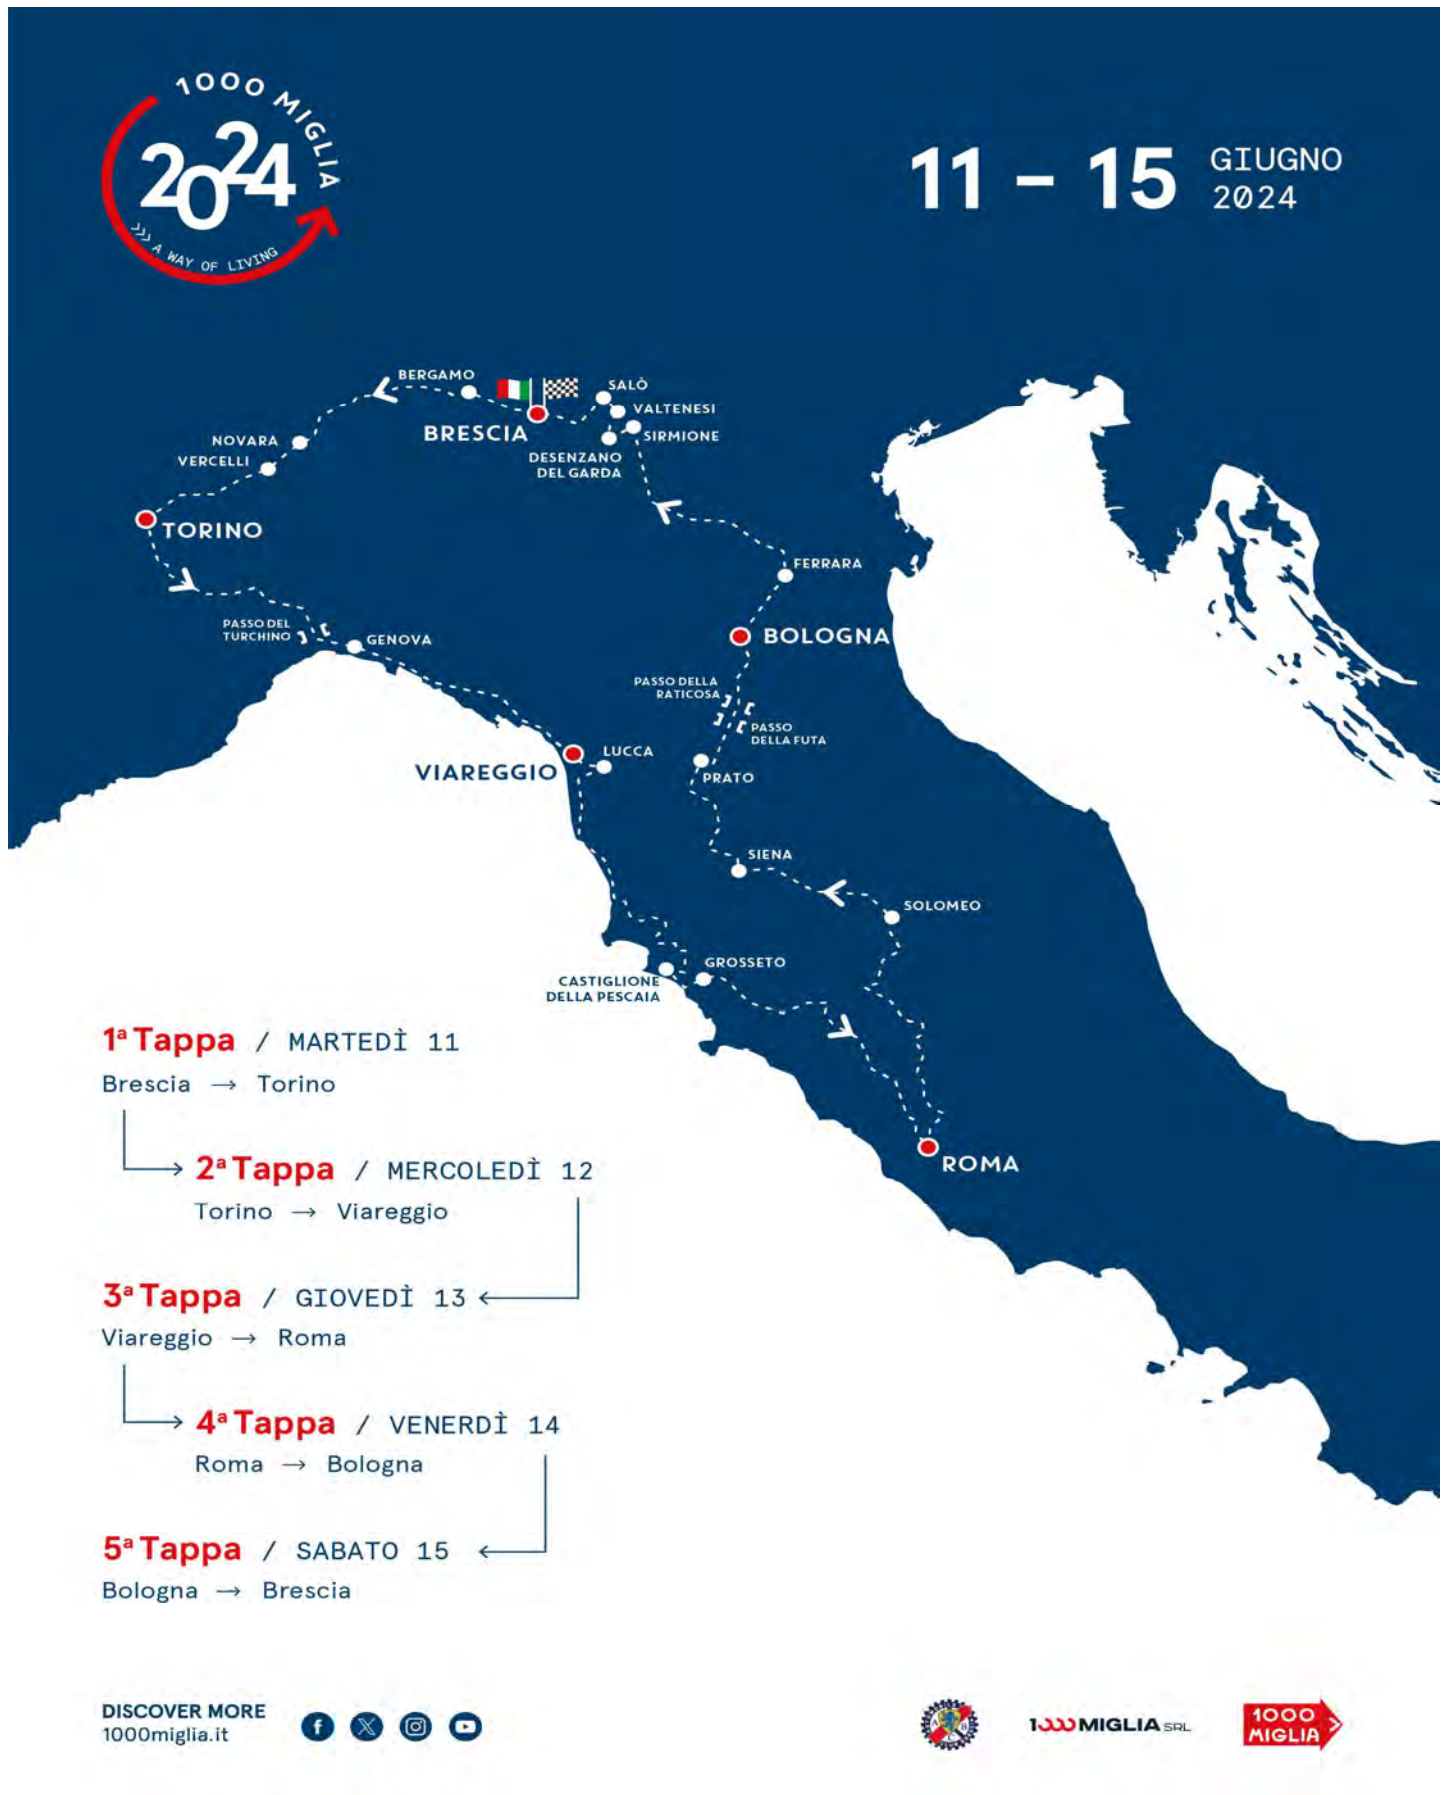 1000 MIGLIA
2024
>>> A WAY OF LIVING
11 – 15 GIUGNO
2024
BERGAMO
SALÒ
VALTENESI
BRESCIA
SIRMIONE
NOVARA
DESENZANO
DEL GARDA
VERCELLI
TORINO
FERRARA
PASSO DEL
TURCHINO
GENOVA
BOLOGNA
PASSO DELLA
RATICOSA
PASSO
DELLA FUTA
LUCCA
VIAREGGIO
PRATO
SIENA
SOLOMEO
GROSSETO
CASTIGLIONE
DELLA PESCAIA
ROMA
1ª Tappa / MARTEDÌ 11
Brescia → Torino
2ª Tappa / MERCOLEDÌ 12
Torino → Viareggio
3ª Tappa / GIOVEDÌ 13
Viareggio → Roma
4ª Tappa / VENERDÌ 14
Roma → Bologna
5ª Tappa / SABATO 15
Bologna → Brescia
DISCOVER MORE
1000miglia.it
1000MIGLIA SRL
1000
MIGLIA